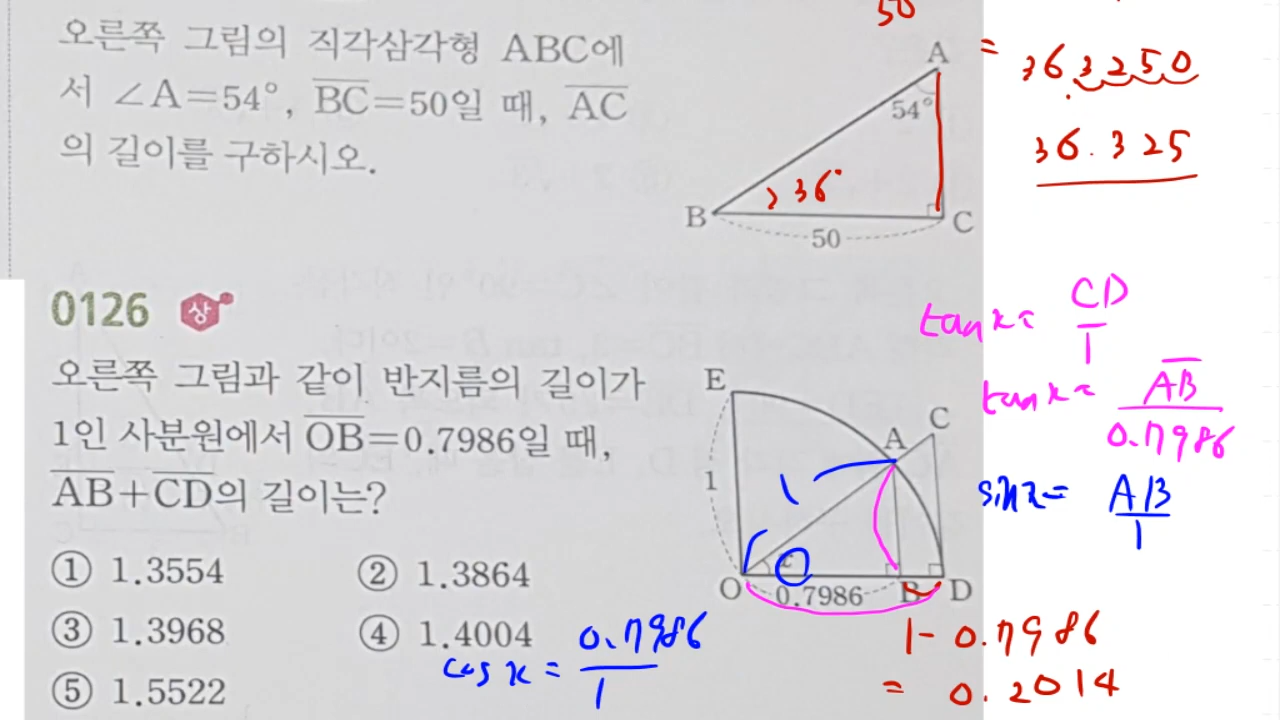 50
오른쪽 그림의 직각삼각형 ABC에
서 ∠A=54°, BC=50일 때, AC
의 길이를 구하시오.
A
54°
36°
B
50
C
= 363250
36.325
0126 상
오른쪽 그림과 같이 반지름의 길이가
1인 사분원에서 OB=0.7986일 때,
AB+CD의 길이는?
① 1.3554
② 1.3864
③ 1.3968
④ 1.4004
⑤ 1.5522
E
A
C
1
1
x
O
0.7986
B
D
tan x = CD/1
tan x = AB/0.7986
sin x = AB/1
cos x = 0.7986/1
1 - 0.7986
= 0.2014